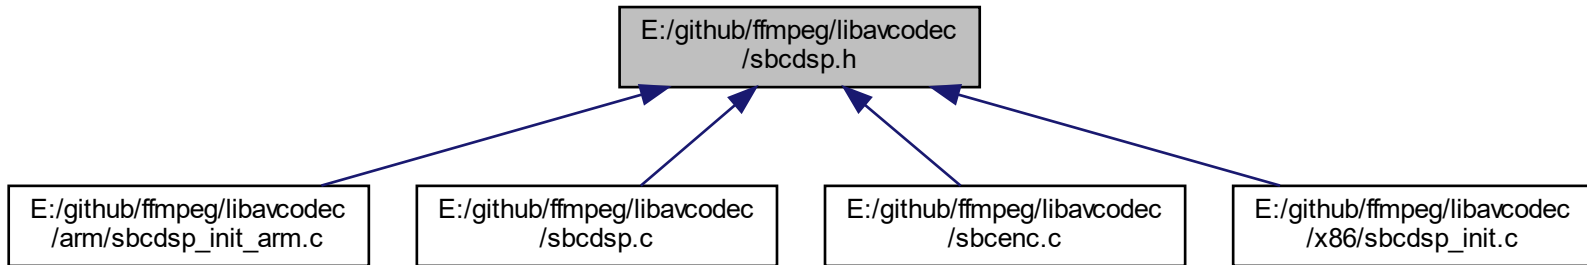 E:/github/ffmpeg/libavcodec
/sbcdsp.h
E:/github/ffmpeg/libavcodec
/arm/sbcdsp_init_arm.c
E:/github/ffmpeg/libavcodec
/sbcdsp.c
E:/github/ffmpeg/libavcodec
/sbcenc.c
E:/github/ffmpeg/libavcodec
/x86/sbcdsp_init.c